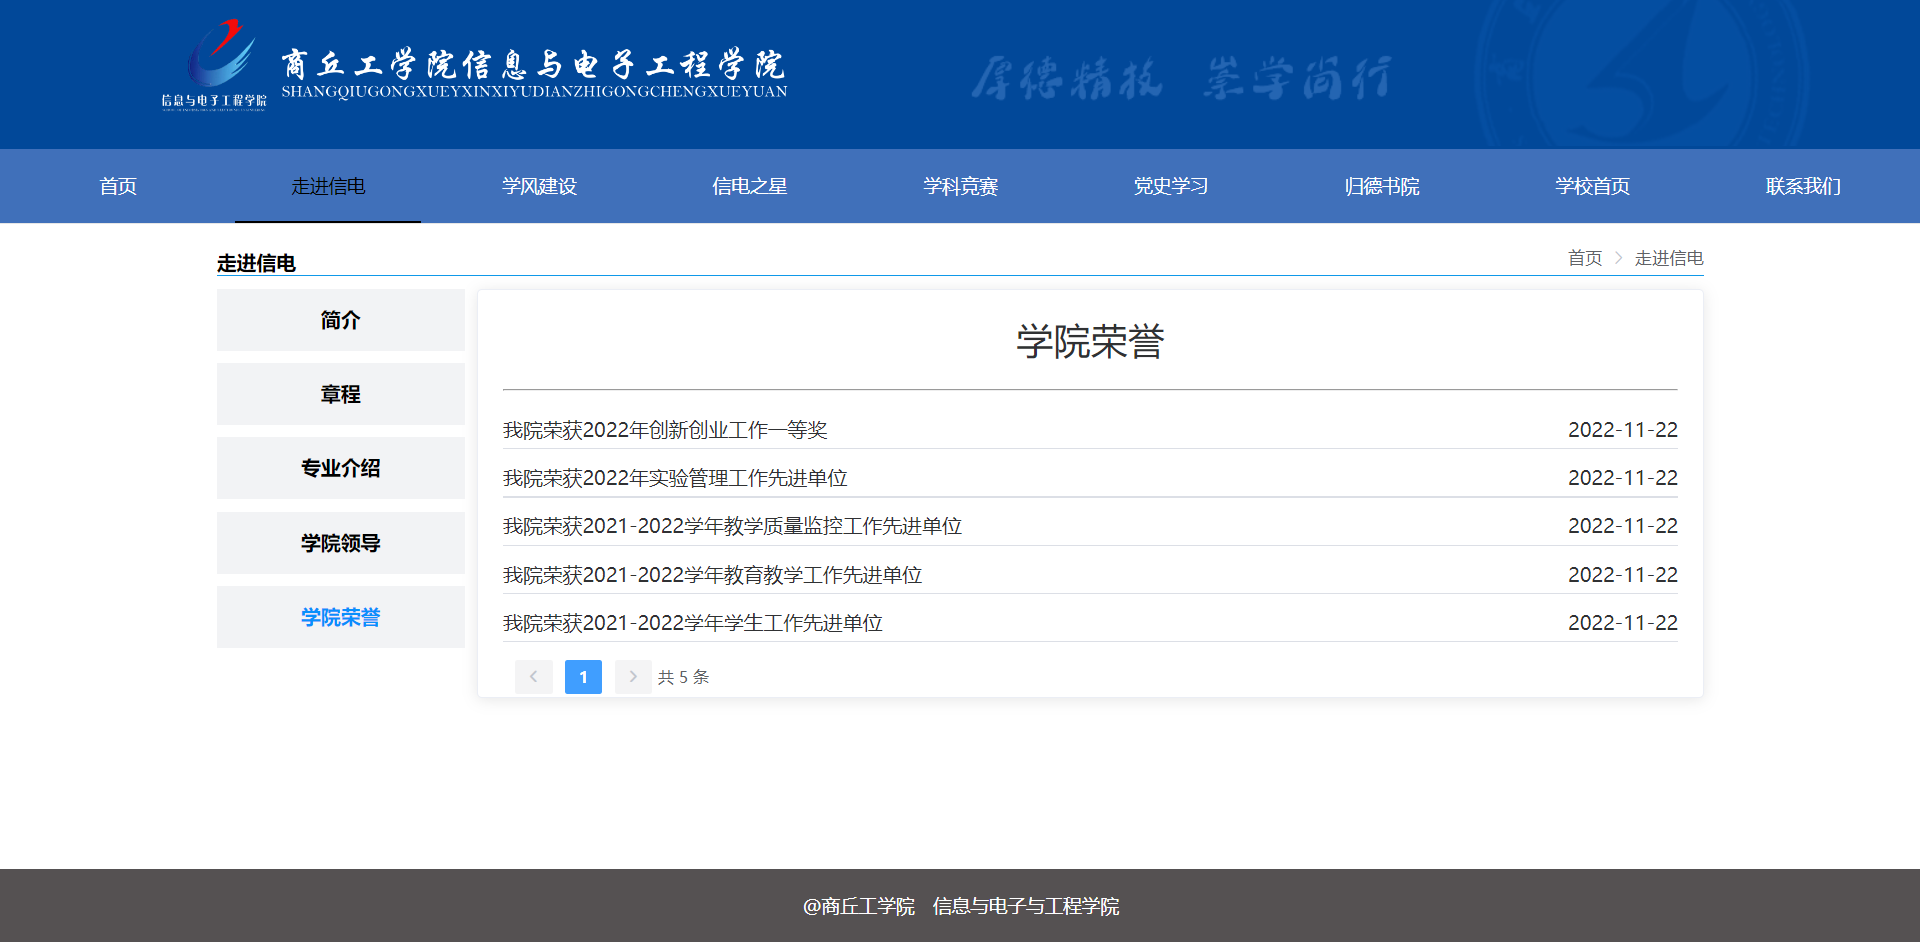 信息与电子工程学院
商丘工学院信息与电子工程学院
SHANGQIUGONGXUEYXINXIYUDIANZHIGONGCHENGXUEYUAN
厚德精技 崇学尚行
首页 走进信电 学风建设 信电之星 学科竞赛 党史学习 归德书院 学校首页 联系我们
走进信电
首页 > 走进信电
简介
章程
专业介绍
学院领导
学院荣誉
学院荣誉
我院荣获2022年创新创业工作一等奖 2022-11-22
我院荣获2022年实验管理工作先进单位 2022-11-22
我院荣获2021-2022学年教学质量监控工作先进单位 2022-11-22
我院荣获2021-2022学年教育教学工作先进单位 2022-11-22
我院荣获2021-2022学年学生工作先进单位 2022-11-22
< 1 > 共 5 条
@商丘工学院 信息与电子与工程学院